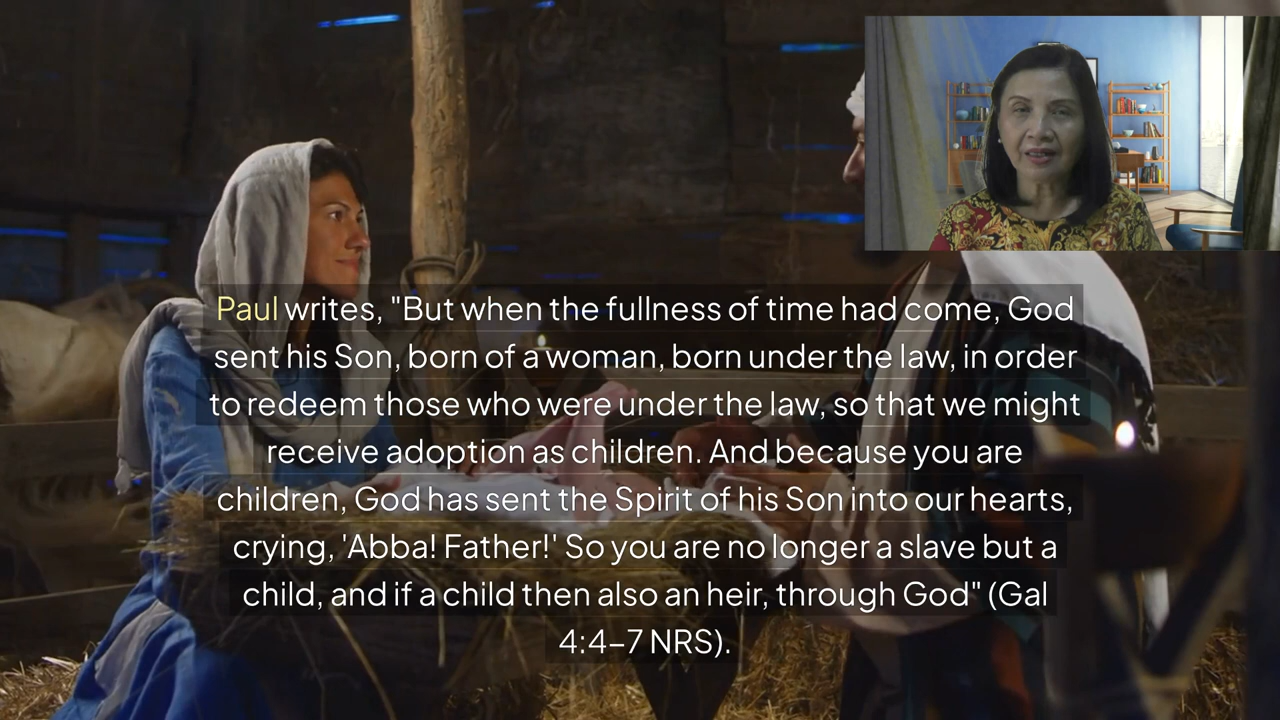 Paul writes, "But when the fullness of time had come, God
sent his Son, born of a woman, born under the law, in order
to redeem those who were under the law, so that we might
receive adoption as children. And because you are
children, God has sent the Spirit of his Son into our hearts,
crying, 'Abba! Father!' So you are no longer a slave but a
child, and if a child then also an heir, through God" (Gal
4:4–7 NRS).